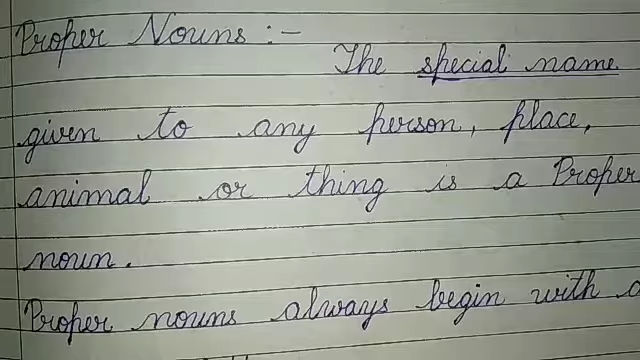 Proper Nouns :-
The special name
given to any person, place,
animal or thing is a Proper
noun.
Proper nouns always begin with a